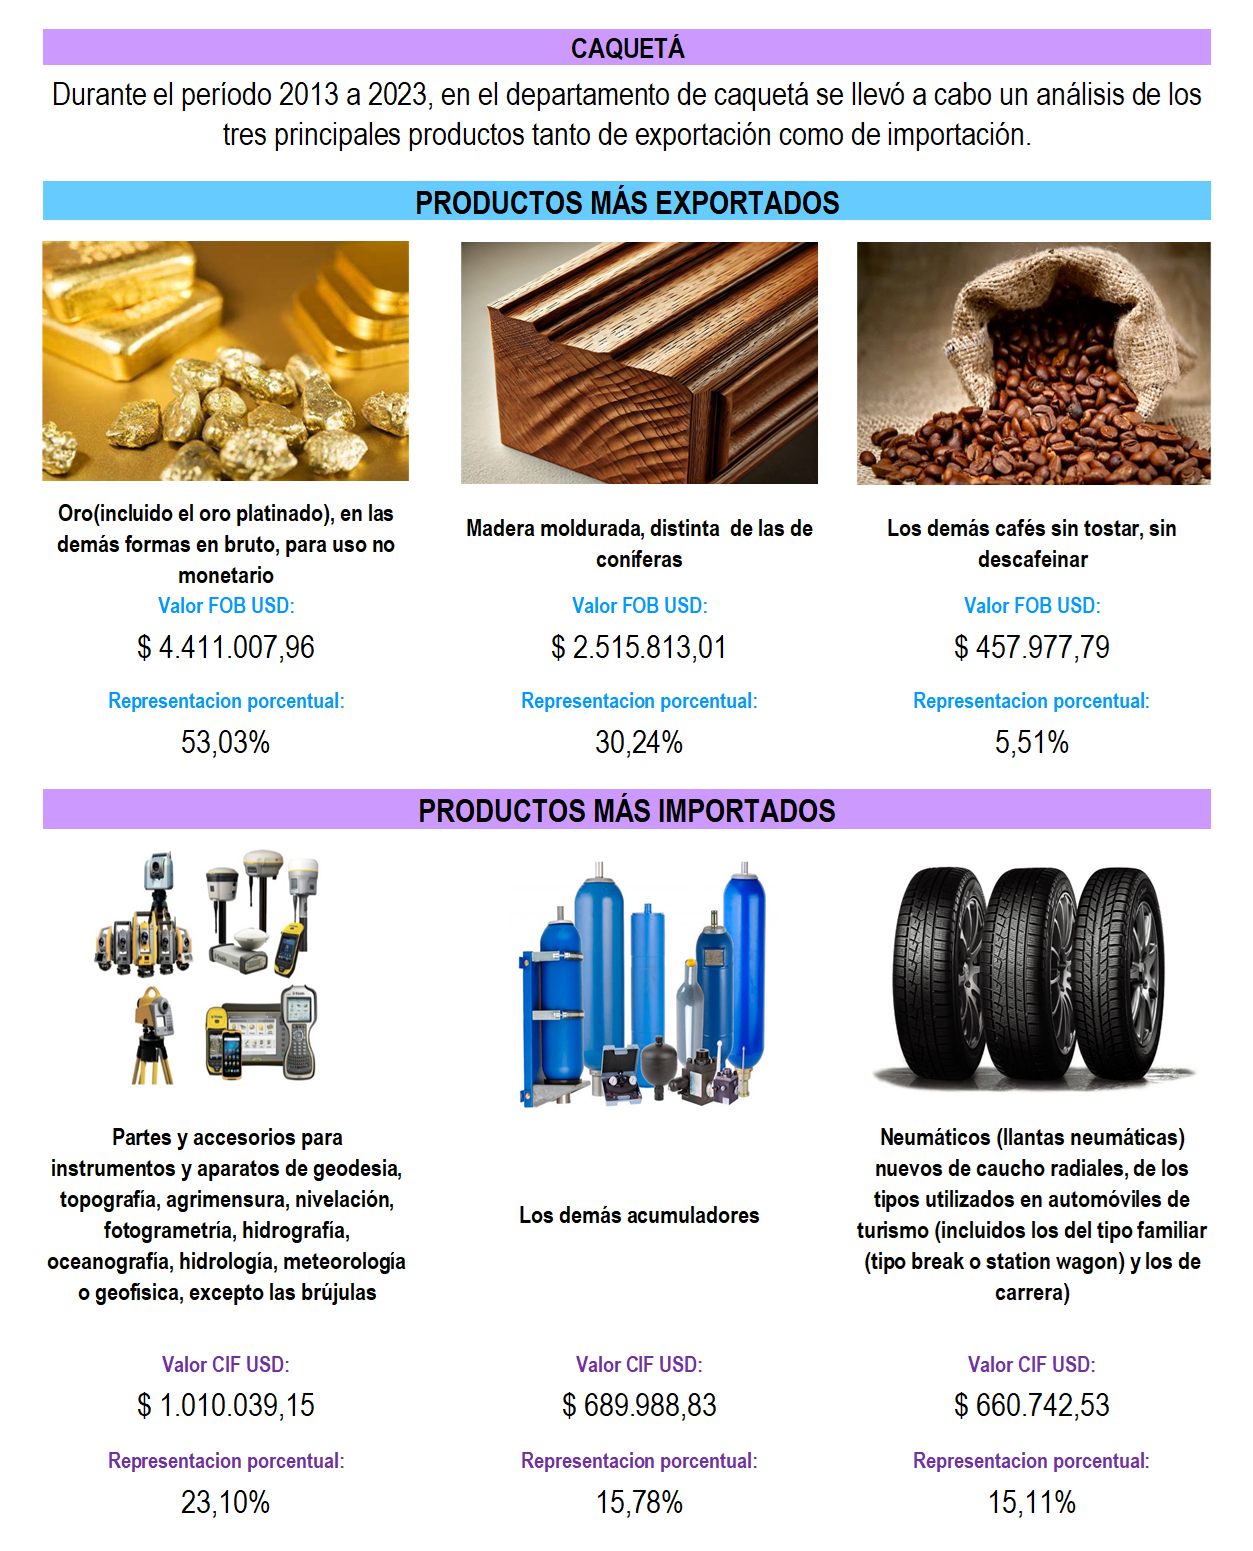 CAQUETÁ
Durante el período 2013 a 2023, en el departamento de caquetá se llevó a cabo un análisis de los
tres principales productos tanto de exportación como de importación.
PRODUCTOS MÁS EXPORTADOS
Oro(incluido el oro platinado), en las
demás formas en bruto, para uso no
monetario
Valor FOB USD:
$ 4.411.007,96
Representacion porcentual:
53,03%
Madera moldurada, distinta  de las de
coníferas
Valor FOB USD:
$ 2.515.813,01
Representacion porcentual:
30,24%
Los demás cafés sin tostar, sin
descafeinar
Valor FOB USD:
$ 457.977,79
Representacion porcentual:
5,51%
PRODUCTOS MÁS IMPORTADOS
Partes y accesorios para
instrumentos y aparatos de geodesia,
topografía, agrimensura, nivelación,
fotogrametría, hidrografía,
oceanografía, hidrología, meteorología
o geofísica, excepto las brújulas
Valor CIF USD:
$ 1.010.039,15
Representacion porcentual:
23,10%
Los demás acumuladores
Valor CIF USD:
$ 689.988,83
Representacion porcentual:
15,78%
Neumáticos (llantas neumáticas)
nuevos de caucho radiales, de los
tipos utilizados en automóviles de
turismo (incluidos los del tipo familiar
(tipo break o station wagon) y los de
carrera)
Valor CIF USD:
$ 660.742,53
Representacion porcentual:
15,11%